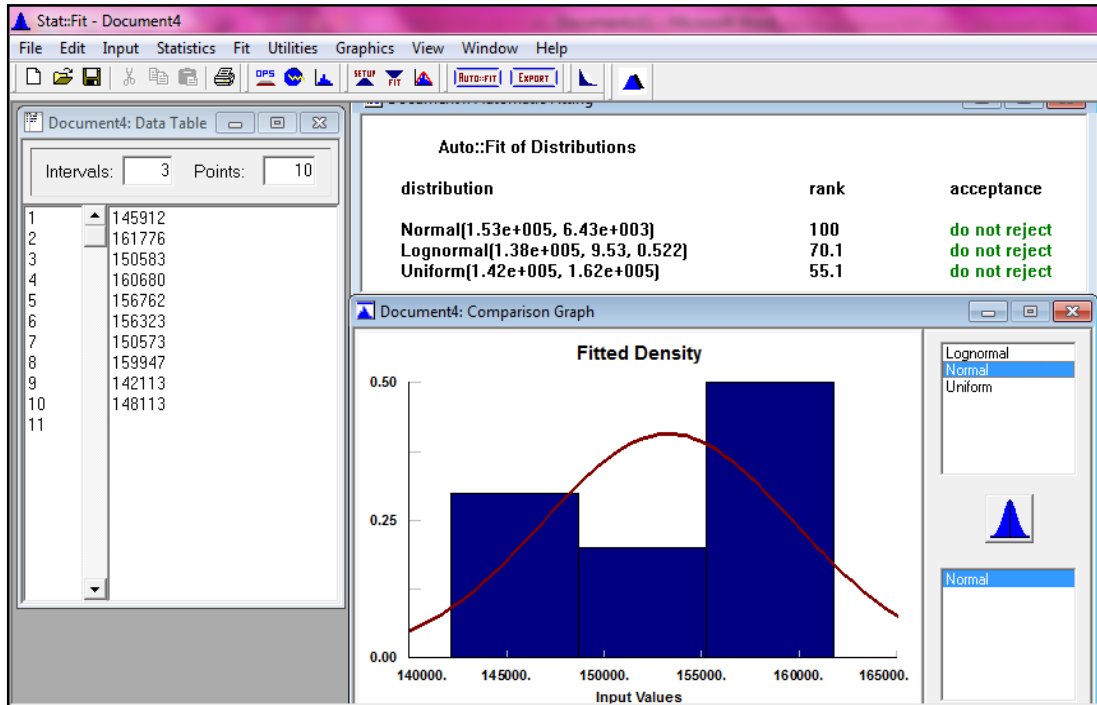 Stat::Fit - Document4
File Edit Input Statistics Fit Utilities Graphics View Window Help
OPS SETUP FIT AUTO::FIT EXPORT
Document4: Data Table
Intervals: 3 Points: 10
1 145912
2 161776
3 150583
4 160680
5 156762
6 156323
7 150573
8 159947
9 142113
10 148113
11
Auto::Fit of Distributions
distribution rank acceptance
Normal(1.53e+005, 6.43e+003) 100 do not reject
Lognormal(1.38e+005, 9.53, 0.522) 70.1 do not reject
Uniform(1.42e+005, 1.62e+005) 55.1 do not reject
Document4: Comparison Graph
Fitted Density
0.50
0.25
0.00
140000. 145000. 150000. 155000. 160000. 165000.
Input Values
Lognormal
Normal
Uniform
Normal